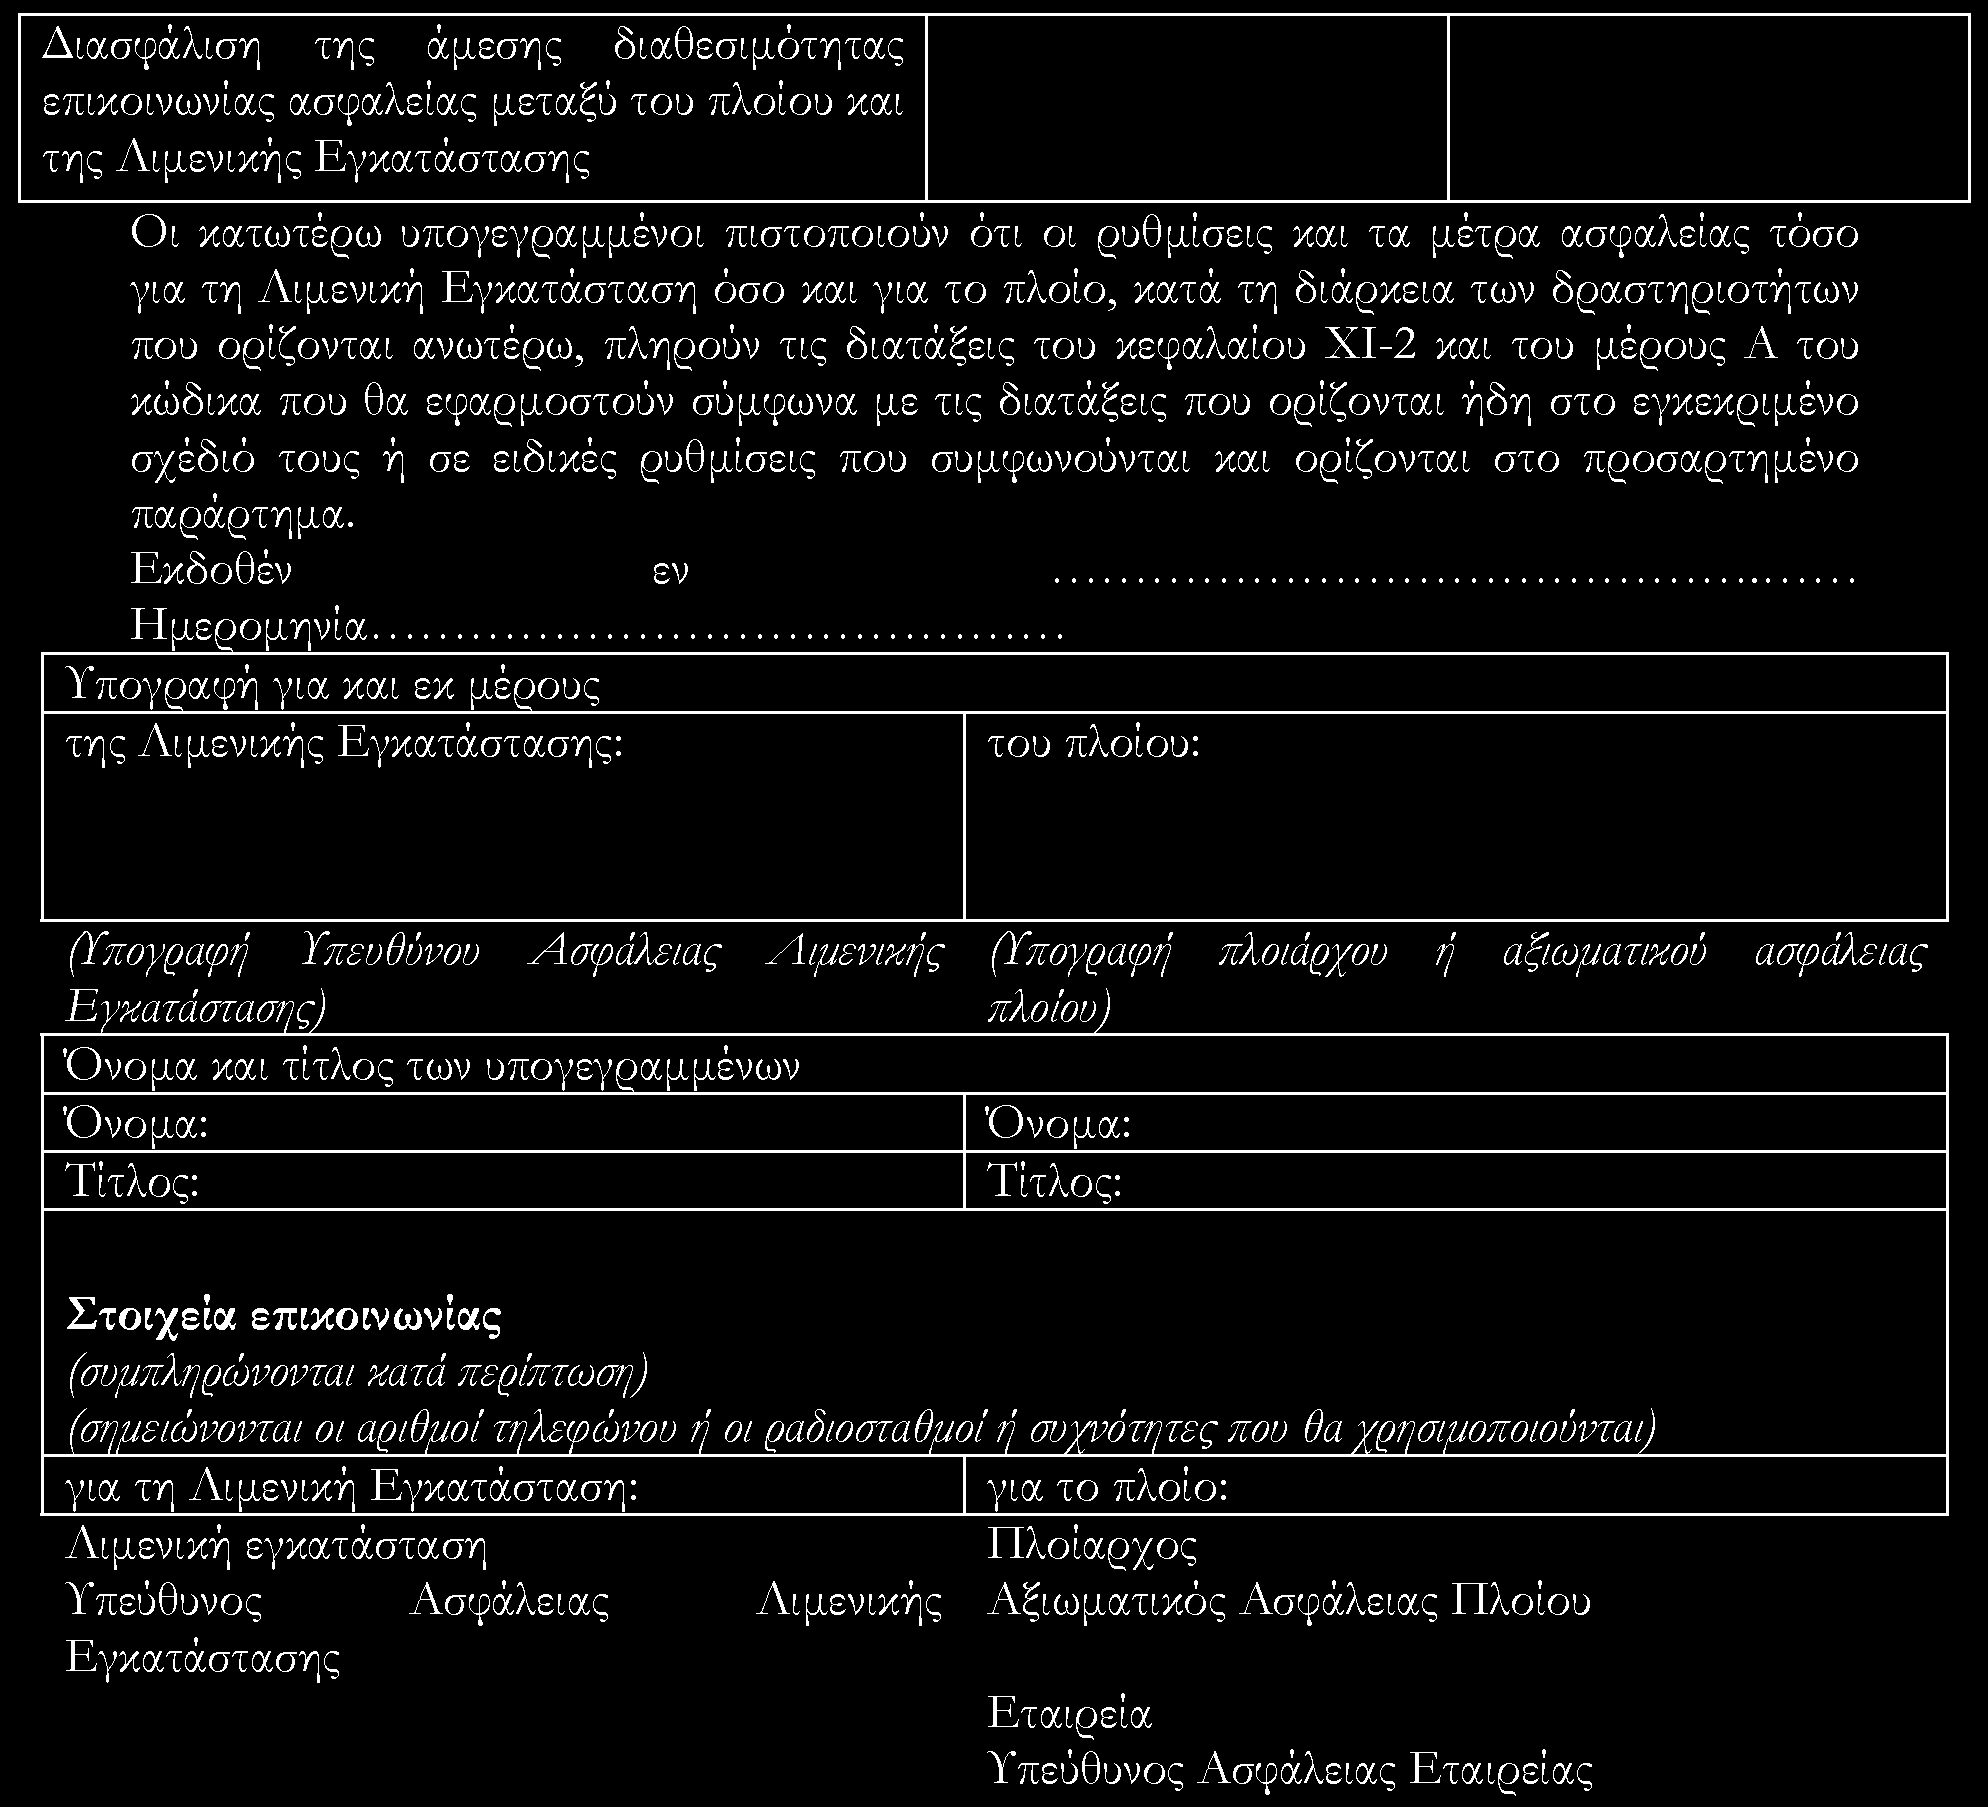 Διασφάλιση της άμεσης διαθεσιμότητας
επικοινωνίας ασφαλείας μεταξύ του πλοίου και
της Λιμενικής Εγκατάστασης
Οι κατωτέρω υπογεγραμμένοι πιστοποιούν ότι οι ρυθμίσεις και τα μέτρα ασφαλείας τόσο
για τη Λιμενική Εγκατάσταση όσο και για το πλοίο, κατά τη διάρκεια των δραστηριοτήτων
που ορίζονται ανωτέρω, πληρούν τις διατάξεις του κεφαλαίου XI-2 και του μέρους Α του
κώδικα που θα εφαρμοστούν σύμφωνα με τις διατάξεις που ορίζονται ήδη στο εγκεκριμένο
σχέδιό τους ή σε ειδικές ρυθμίσεις που συμφωνούνται και ορίζονται στο προσαρτημένο
παράρτημα.
Εκδοθέν εν ……………………………………………………
Ημερομηνία……………………………………………
Υπογραφή για και εκ μέρους
της Λιμενικής Εγκατάστασης: του πλοίου:
(Υπογραφή Υπευθύνου Ασφάλειας Λιμενικής (Υπογραφή πλοιάρχου ή αξιωματικού ασφάλειας
Εγκατάστασης) πλοίου)
Όνομα και τίτλος των υπογεγραμμένων
Όνομα: Όνομα:
Τίτλος: Τίτλος:
Στοιχεία επικοινωνίας
(συμπληρώνονται κατά περίπτωση)
(σημειώνονται οι αριθμοί τηλεφώνου ή οι ραδιοσταθμοί ή συχνότητες που θα χρησιμοποιούνται)
για τη Λιμενική Εγκατάσταση: για το πλοίο:
Λιμενική εγκατάσταση Πλοίαρχος
Υπεύθυνος Ασφάλειας Λιμενικής Αξιωματικός Ασφάλειας Πλοίου
Εγκατάστασης
Εταιρεία
Υπεύθυνος Ασφάλειας Εταιρείας